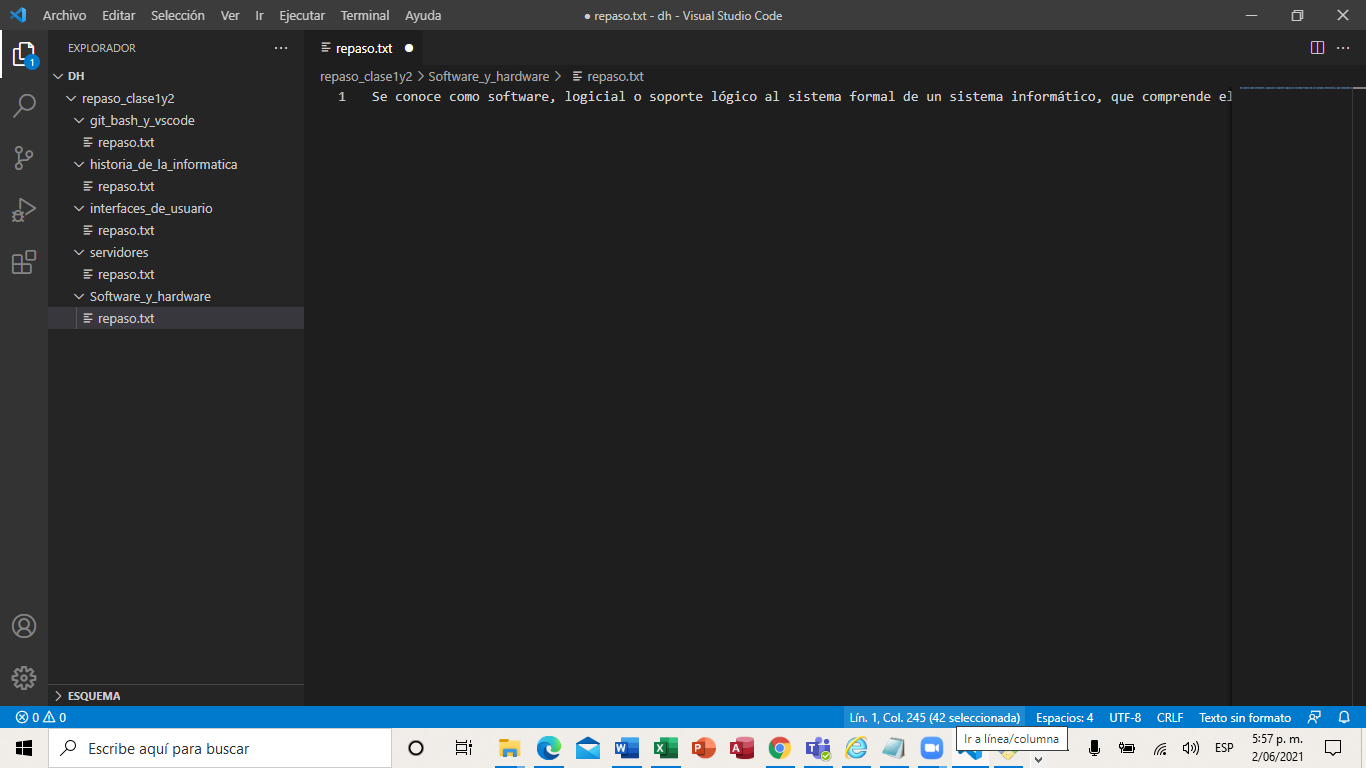 Archivo Editar Selección Ver Ir Ejecutar Terminal Ayuda
● repaso.txt - dh - Visual Studio Code
1
EXPLORADOR
DH
repaso_clase1y2
git_bash_y_vscode
repaso.txt
historia_de_la_informatica
repaso.txt
interfaces_de_usuario
repaso.txt
servidores
repaso.txt
Software_y_hardware
repaso.txt
ESQUEMA
repaso.txt
repaso_clase1y2 > Software_y_hardware > repaso.txt
1 Se conoce como software, logicial o soporte lógico al sistema formal de un sistema informático, que comprende el
0 0
Lín. 1, Col. 245 (42 seleccionada) Espacios: 4 UTF-8 CRLF Texto sin formato
Ir a línea/columna
Escribe aquí para buscar
ESP
5:57 p. m.
2/06/2021